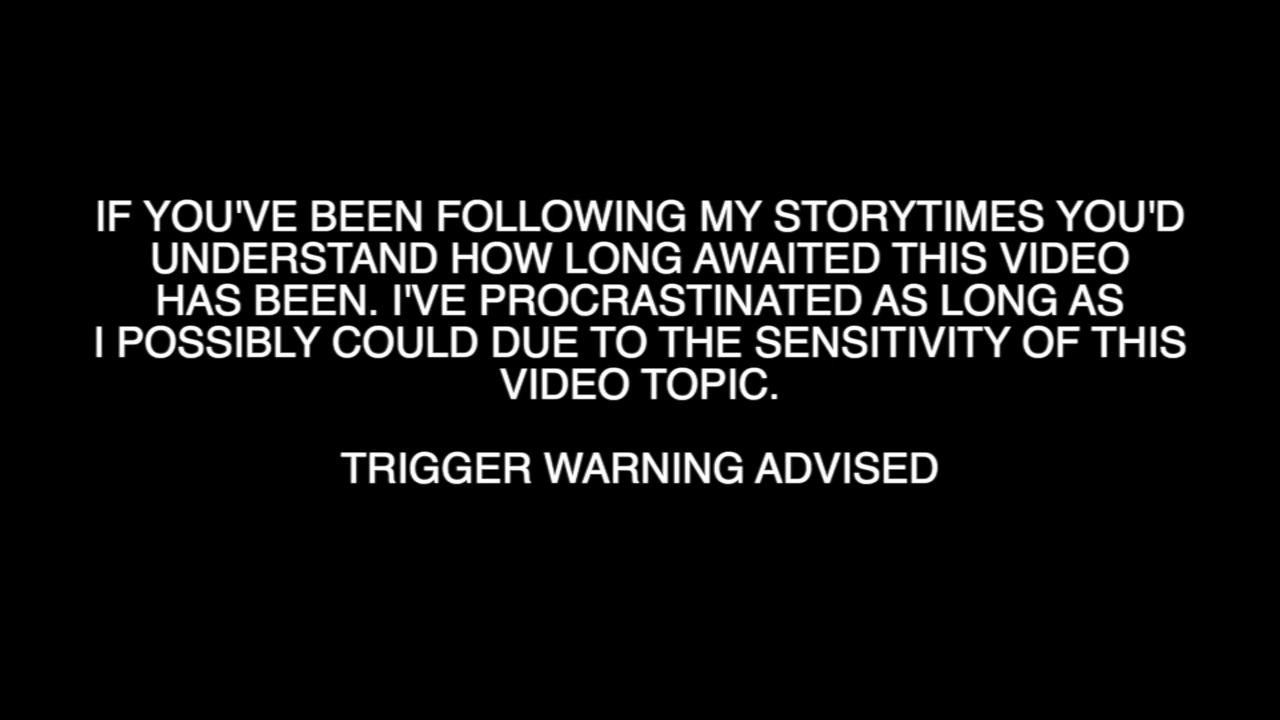 IF YOU'VE BEEN FOLLOWING MY STORYTIMES YOU'D
UNDERSTAND HOW LONG AWAITED THIS VIDEO
HAS BEEN. I'VE PROCRASTINATED AS LONG AS
I POSSIBLY COULD DUE TO THE SENSITIVITY OF THIS
VIDEO TOPIC.
TRIGGER WARNING ADVISED